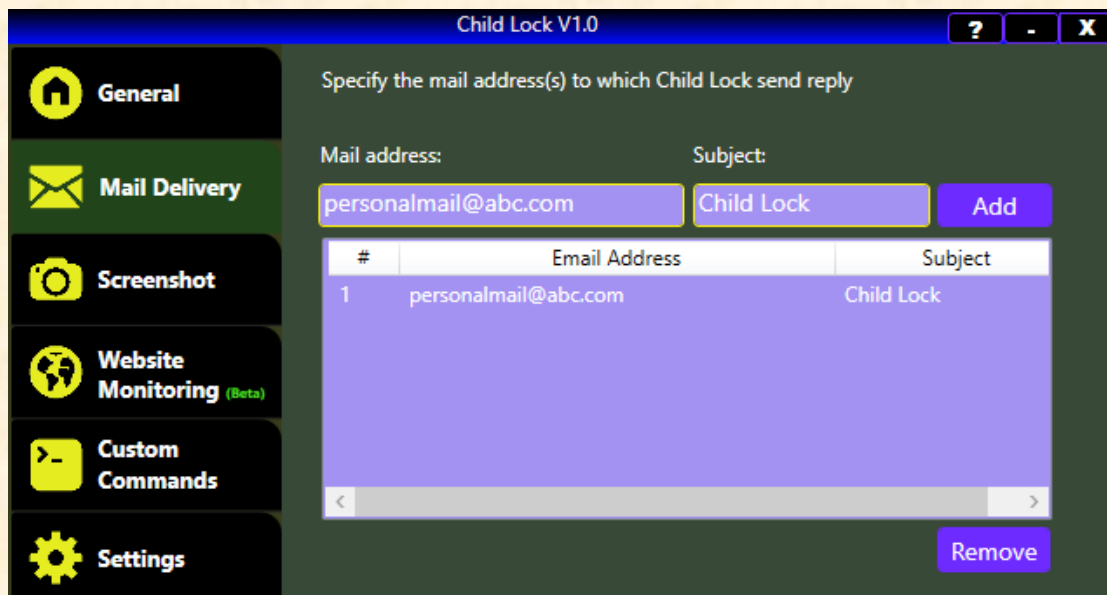 Child Lock V1.0
? - X
General
Mail Delivery
Screenshot
Website
Monitoring (Beta)
Custom
Commands
Settings
Specify the mail address(s) to which Child Lock send reply
Mail address: Subject:
personalmail@abc.com Child Lock Add
# Email Address Subject
1 personalmail@abc.com Child Lock
Remove